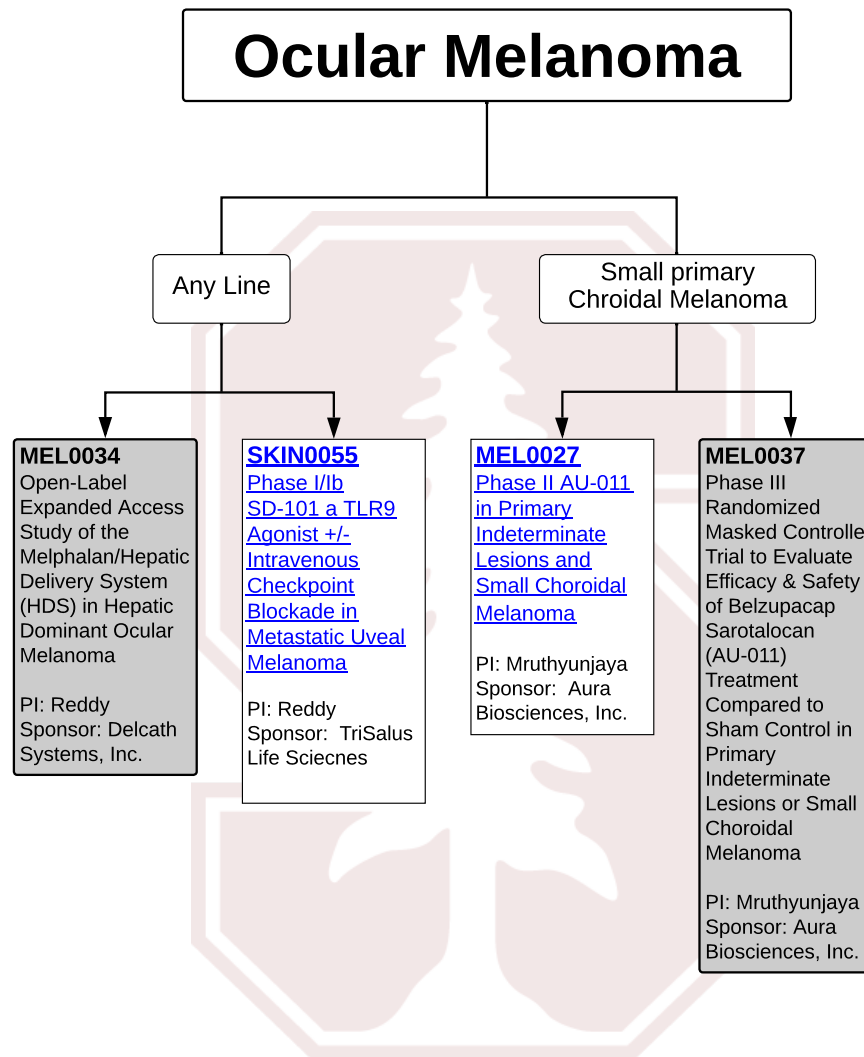 Ocular Melanoma
Any Line
Small primary
Chroidal Melanoma
MEL0034
Open-Label
Expanded Access
Study of the
Melphalan/Hepatic
Delivery System
(HDS) in Hepatic
Dominant Ocular
Melanoma
PI: Reddy
Sponsor: Delcath
Systems, Inc.
SKIN0055
Phase I/Ib
SD-101 a TLR9
Agonist +/-
Intravenous
Checkpoint
Blockade in
Metastatic Uveal
Melanoma
PI: Reddy
Sponsor:  TriSalus
Life Sciecnes
MEL0027
Phase II AU-011
in Primary
Indeterminate
Lesions and
Small Choroidal
Melanoma
PI: Mruthyunjaya
Sponsor:  Aura
Biosciences, Inc.
MEL0037
Phase III
Randomized
Masked Controlle
Trial to Evaluate
Efficacy & Safety
of Belzupacap
Sarotalocan
(AU-011)
Treatment
Compared to
Sham Control in
Primary
Indeterminate
Lesions or Small
Choroidal
Melanoma
PI: Mruthyunjaya
Sponsor: Aura
Biosciences, Inc.